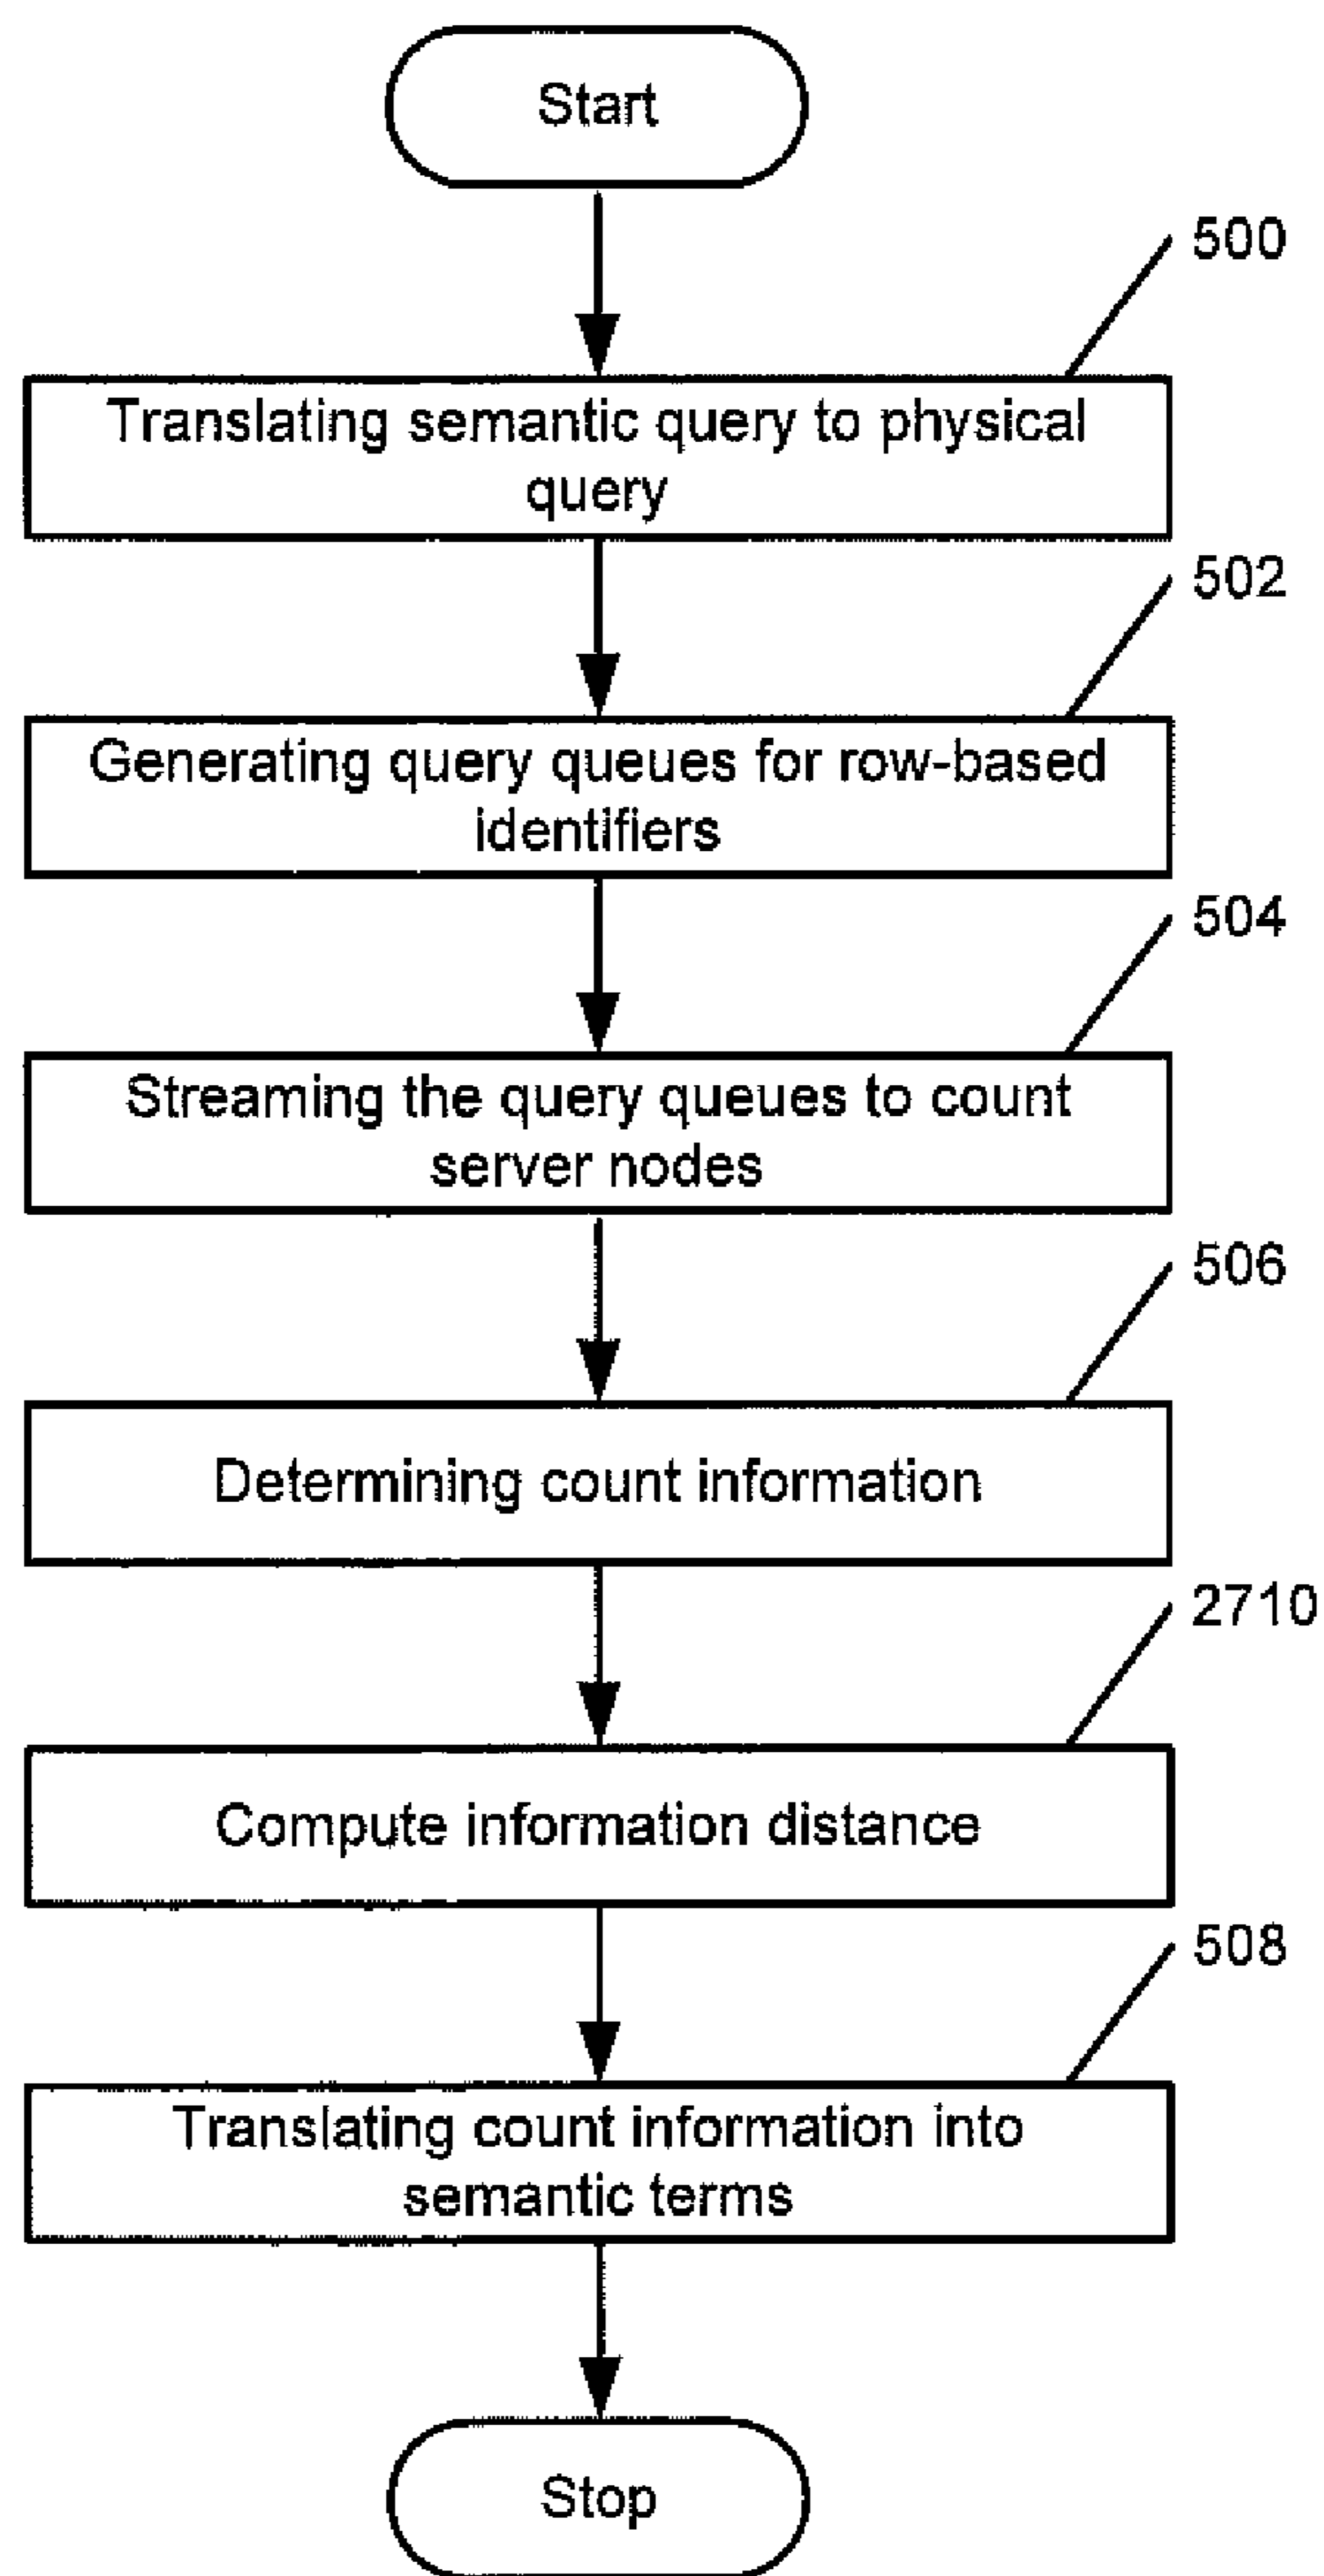 Start
500
Translating semantic query to physical
query
502
Generating query queues for row-based
identifiers
504
Streaming the query queues to count
server nodes
506
Determining count information
2710
Compute information distance
508
Translating count information into
semantic terms
Stop